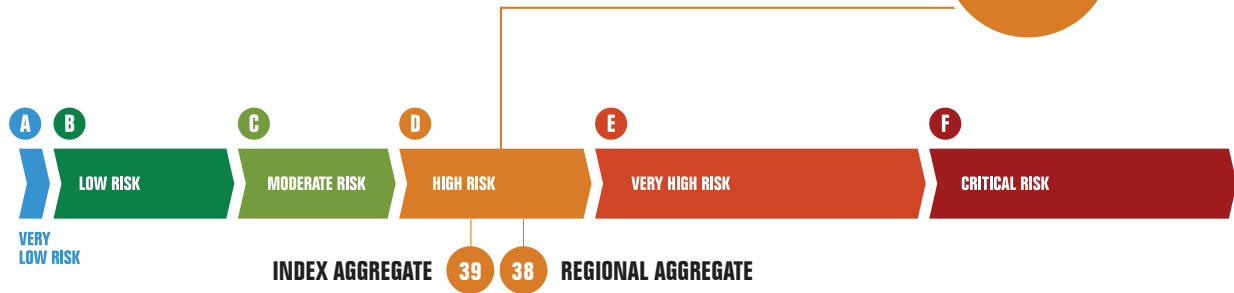 A B C D E F
LOW RISK MODERATE RISK HIGH RISK VERY HIGH RISK CRITICAL RISK
VERY
LOW RISK
INDEX AGGREGATE 39 38 REGIONAL AGGREGATE